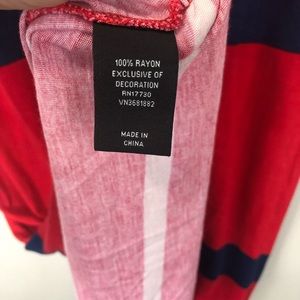 100% RAYON
EXCLUSIVE OF
DECORATION
RN17730
VN3681882
MADE IN
CHINA